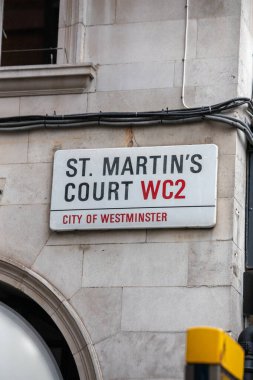 ST. MARTIN'S
COURT WC2
CITY OF WESTMINSTER